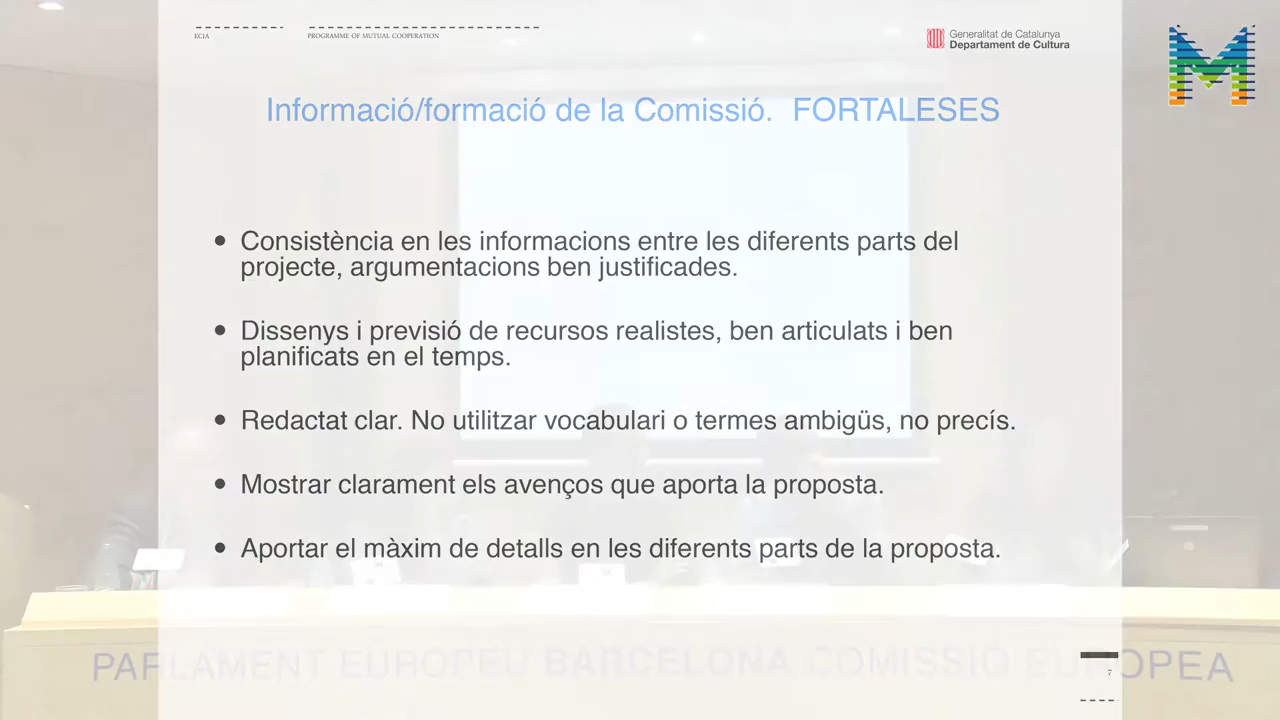 ECIA PROGRAMME OF MUTUAL COOPERATION
Generalitat de Catalunya
Departament de Cultura
M
Informació/formació de la Comissió. FORTALESES
• Consistència en les informacions entre les diferents parts del
projecte, argumentacions ben justificades.
• Dissenys i previsió de recursos realistes, ben articulats i ben
planificats en el temps.
• Redactat clar. No utilitzar vocabulari o termes ambigüs, no precís.
• Mostrar clarament els avenços que aporta la proposta.
• Aportar el màxim de detalls en les diferents parts de la proposta.
PARLAMENT EUROPEU BARCELONA COMISSIÓ EUROPEA
7